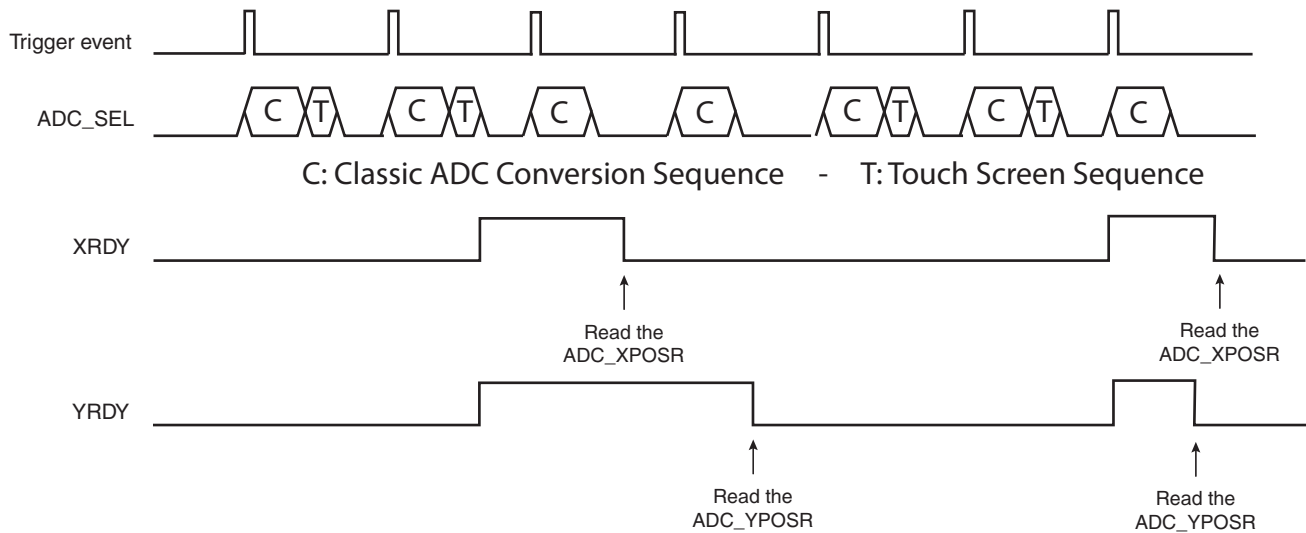 Trigger event
ADC_SEL
C T C T C C C T C T C
C: Classic ADC Conversion Sequence - T: Touch Screen Sequence
XRDY
Read the
ADC_XPOSR
Read the
ADC_XPOSR
YRDY
Read the
ADC_YPOSR
Read the
ADC_YPOSR